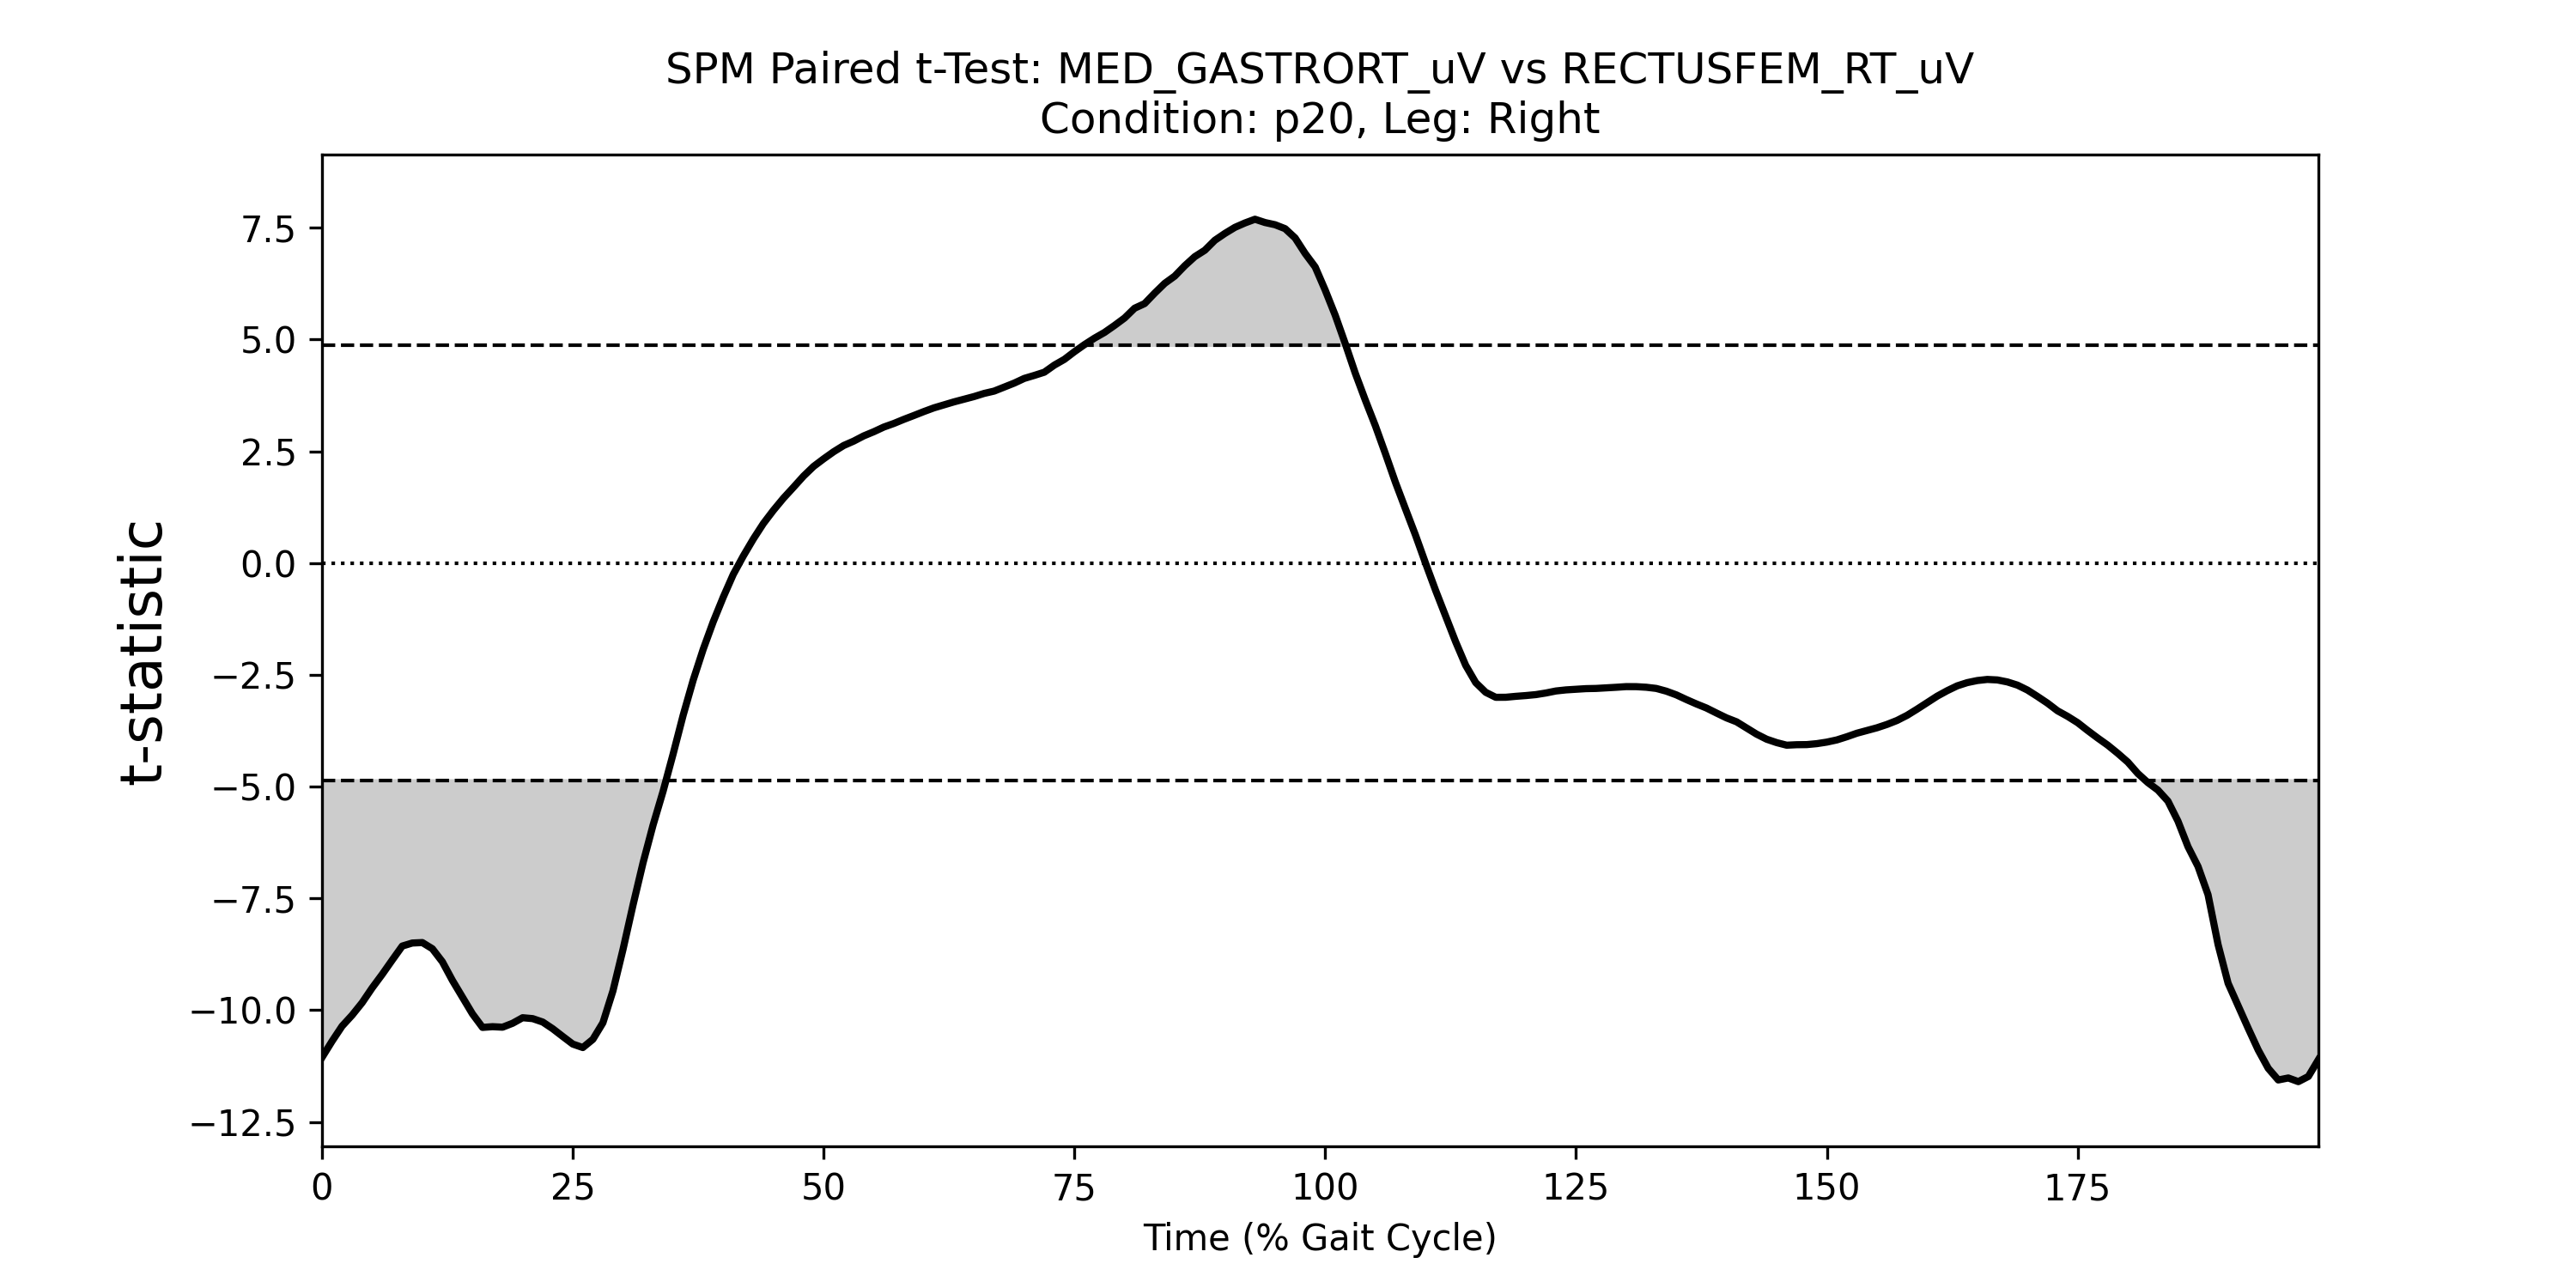 SPM Paired t-Test: MED_GASTRORT_uV vs RECTUSFEM_RT_uV
Condition: p20, Leg: Right
t-statistic
7.5
5.0
2.5
0.0
−2.5
−5.0
−7.5
−10.0
−12.5
0 25 50 75 100 125 150 175
Time (% Gait Cycle)